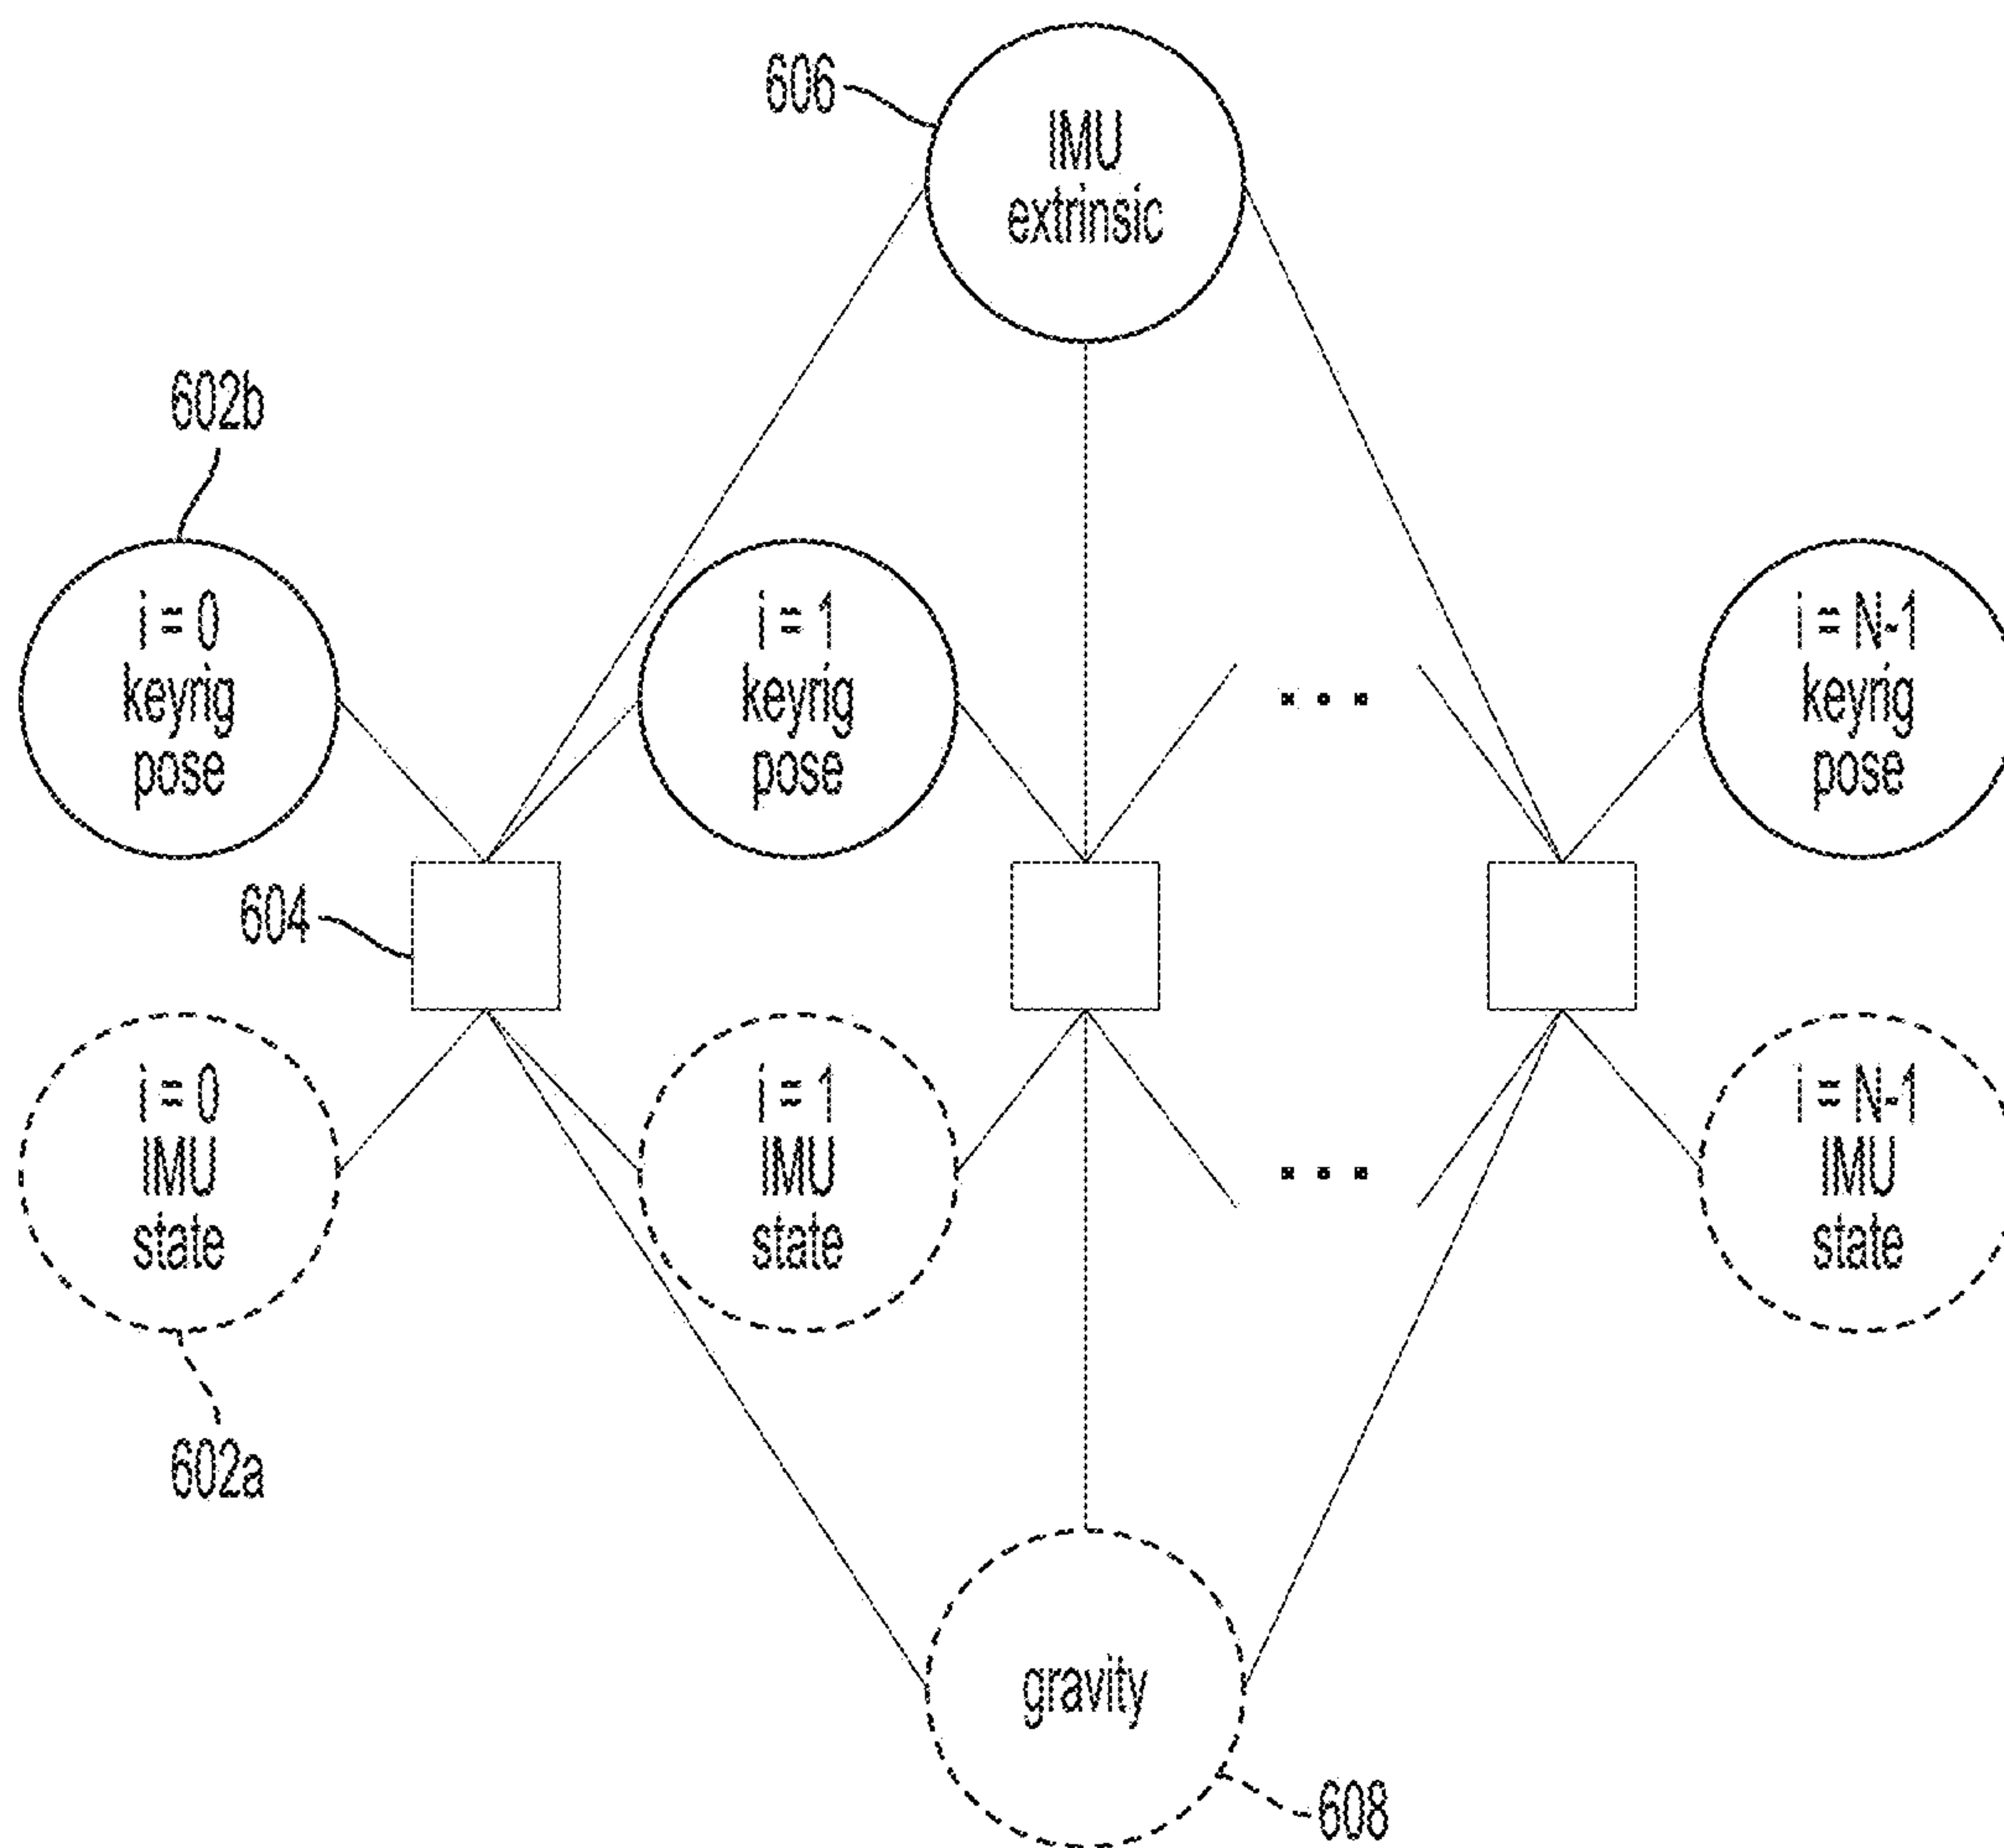 606
IMU
extrinsic
602b
i = 0
keyrig
pose
i = 1
keyrig
pose
...
i = N-1
keyrig
pose
604
i = 0
IMU
state
i = 1
IMU
state
...
i = N-1
IMU
state
602a
gravity
608